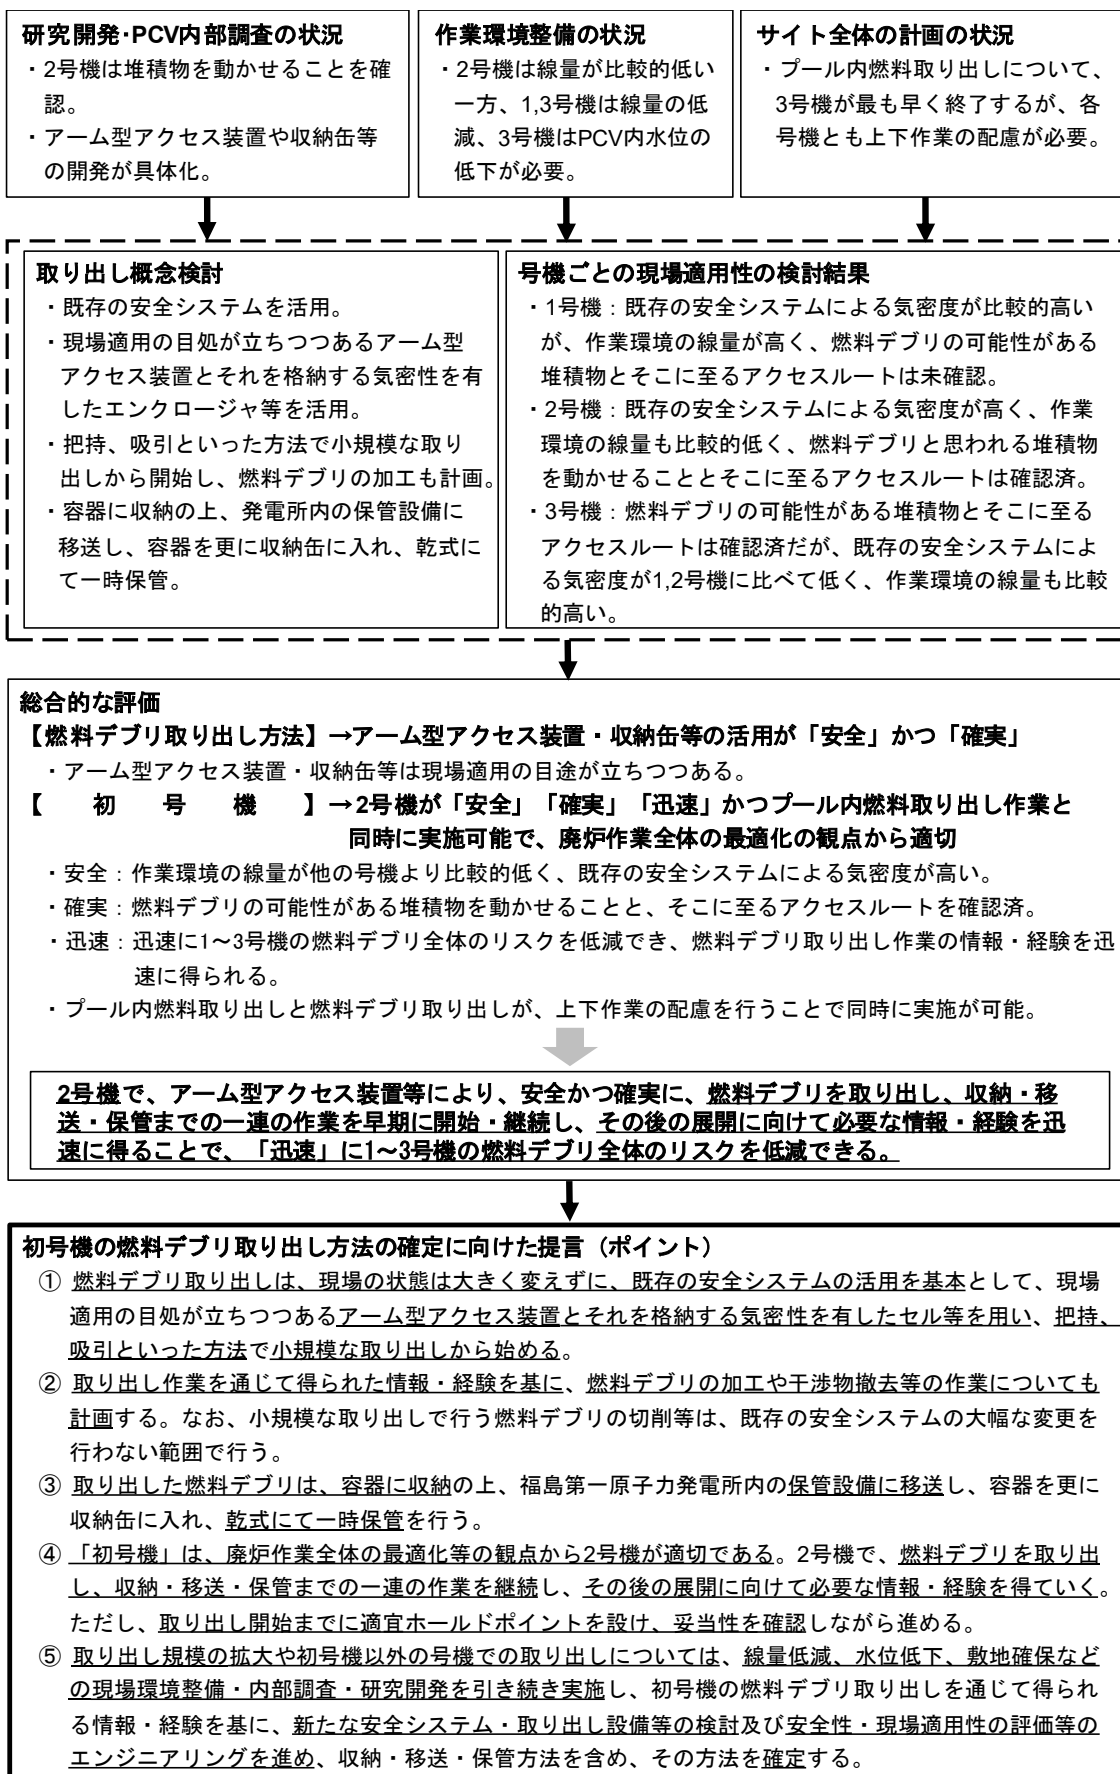 研究開発・PCV内部調査の状況
・2号機は堆積物を動かせることを確
認。
・アーム型アクセス装置や収納缶等
の開発が具体化。
作業環境整備の状況
・2号機は線量が比較的低い
一方、1,3号機は線量の低
減、3号機はPCV内水位の
低下が必要。
サイト全体の計画の状況
・プール内燃料取り出しについて、
3号機が最も早く終了するが、各
号機とも上下作業の配慮が必要。
取り出し概念検討
・既存の安全システムを活用。
・現場適用の目処が立ちつつあるアーム型
アクセス装置とそれを格納する気密性を有
したエンクロージャ等を活用。
・把持、吸引といった方法で小規模な取り
出しから開始し、燃料デブリの加工も計画。
・容器に収納の上、発電所内の保管設備に
移送し、容器を更に収納缶に入れ、乾式に
て一時保管。
号機ごとの現場適用性の検討結果
・1号機：既存の安全システムによる気密度が比較的高い
が、作業環境の線量が高く、燃料デブリの可能性がある
堆積物とそこに至るアクセスルートは未確認。
・2号機：既存の安全システムによる気密度が高く、作業
環境の線量も比較的低く、燃料デブリと思われる堆積物
を動かせることとそこに至るアクセスルートは確認済。
・3号機：燃料デブリの可能性がある堆積物とそこに至る
アクセスルートは確認済だが、既存の安全システムによ
る気密度が1,2号機に比べて低く、作業環境の線量も比較
的高い。
総合的な評価
【燃料デブリ取り出し方法】→アーム型アクセス装置・収納缶等の活用が「安全」かつ「確実」
・アーム型アクセス装置・収納缶等は現場適用の目途が立ちつつある。
【　初　号　機　】→2号機が「安全」「確実」「迅速」かつプール内燃料取り出し作業と
同時に実施可能で、廃炉作業全体の最適化の観点から適切
・安全：作業環境の線量が他の号機より比較的低く、既存の安全システムによる気密度が高い。
・確実：燃料デブリの可能性がある堆積物を動かせることと、そこに至るアクセスルートを確認済。
・迅速：迅速に1～3号機の燃料デブリ全体のリスクを低減でき、燃料デブリ取り出し作業の情報・経験を迅
速に得られる。
・プール内燃料取り出しと燃料デブリ取り出しが、上下作業の配慮を行うことで同時に実施が可能。
2号機で、アーム型アクセス装置等により、安全かつ確実に、燃料デブリを取り出し、収納・移
送・保管までの一連の作業を早期に開始・継続し、その後の展開に向けて必要な情報・経験を迅
速に得ることで、「迅速」に1～3号機の燃料デブリ全体のリスクを低減できる。
初号機の燃料デブリ取り出し方法の確定に向けた提言（ポイント）
① 燃料デブリ取り出しは、現場の状態は大きく変えずに、既存の安全システムの活用を基本として、現場
適用の目処が立ちつつあるアーム型アクセス装置とそれを格納する気密性を有したセル等を用い、把持、
吸引といった方法で小規模な取り出しから始める。
② 取り出し作業を通じて得られた情報・経験を基に、燃料デブリの加工や干渉物撤去等の作業についても
計画する。なお、小規模な取り出しで行う燃料デブリの切削等は、既存の安全システムの大幅な変更を
行わない範囲で行う。
③ 取り出した燃料デブリは、容器に収納の上、福島第一原子力発電所内の保管設備に移送し、容器を更に
収納缶に入れ、乾式にて一時保管を行う。
④ 「初号機」は、廃炉作業全体の最適化等の観点から2号機が適切である。2号機で、燃料デブリを取り出
し、収納・移送・保管までの一連の作業を継続し、その後の展開に向けて必要な情報・経験を得ていく。
ただし、取り出し開始までに適宜ホールドポイントを設け、妥当性を確認しながら進める。
⑤ 取り出し規模の拡大や初号機以外の号機での取り出しについては、線量低減、水位低下、敷地確保など
の現場環境整備・内部調査・研究開発を引き続き実施し、初号機の燃料デブリ取り出しを通じて得られ
る情報・経験を基に、新たな安全システム・取り出し設備等の検討及び安全性・現場適用性の評価等の
エンジニアリングを進め、収納・移送・保管方法を含め、その方法を確定する。